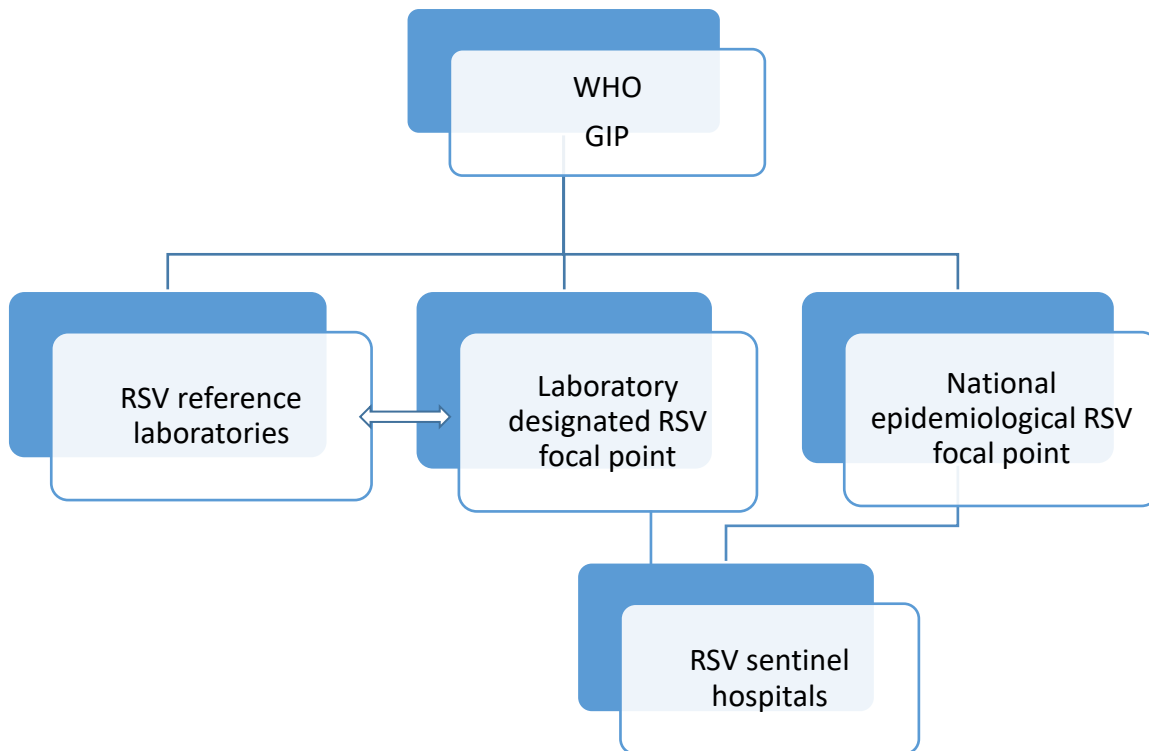 WHO
GIP
RSV reference
laboratories
Laboratory
designated RSV
focal point
National
epidemiological RSV
focal point
RSV sentinel
hospitals